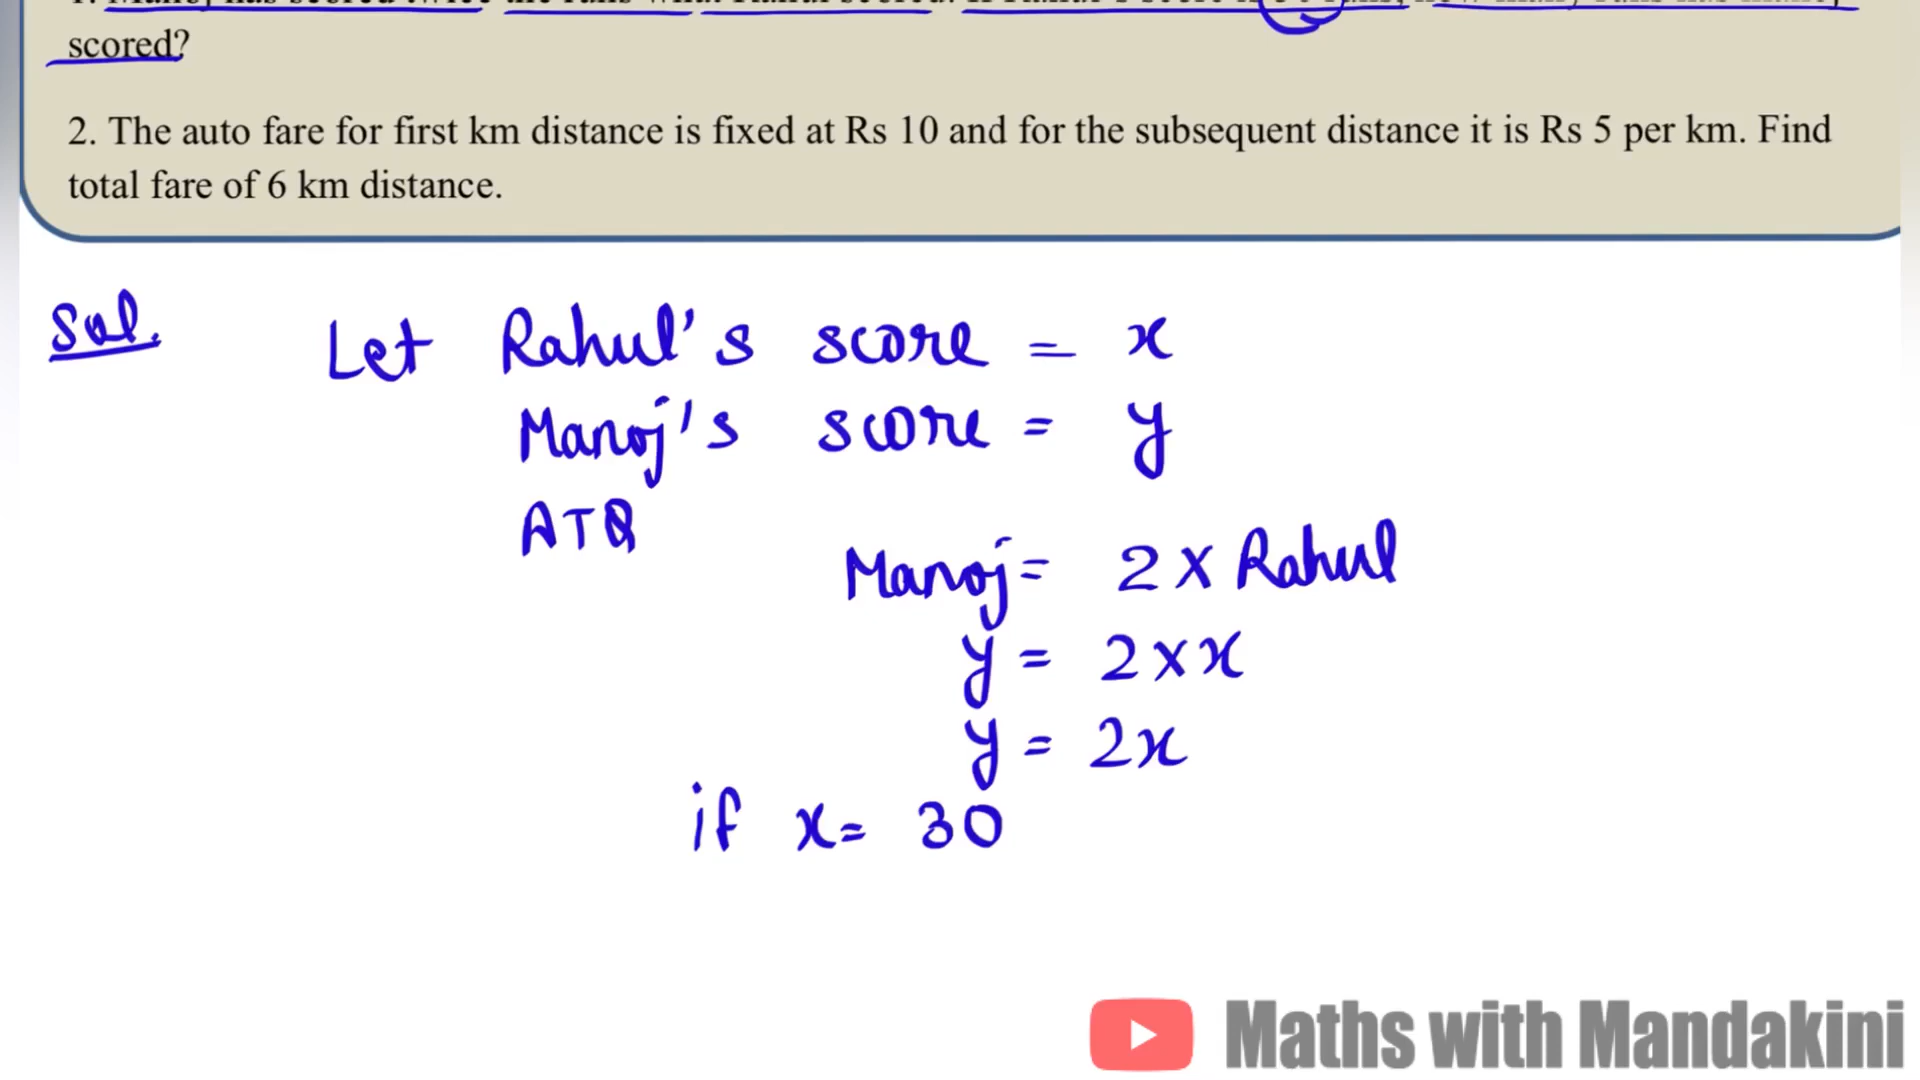 scored?
2. The auto fare for first km distance is fixed at Rs 10 and for the subsequent distance it is Rs 5 per km. Find
total fare of 6 km distance.
Sol. Let Rahul's score = x
Manoj's score = y
ATQ
Manoj = 2 x Rahul
y = 2 x x
y = 2x
if x = 30
Maths with Mandakini